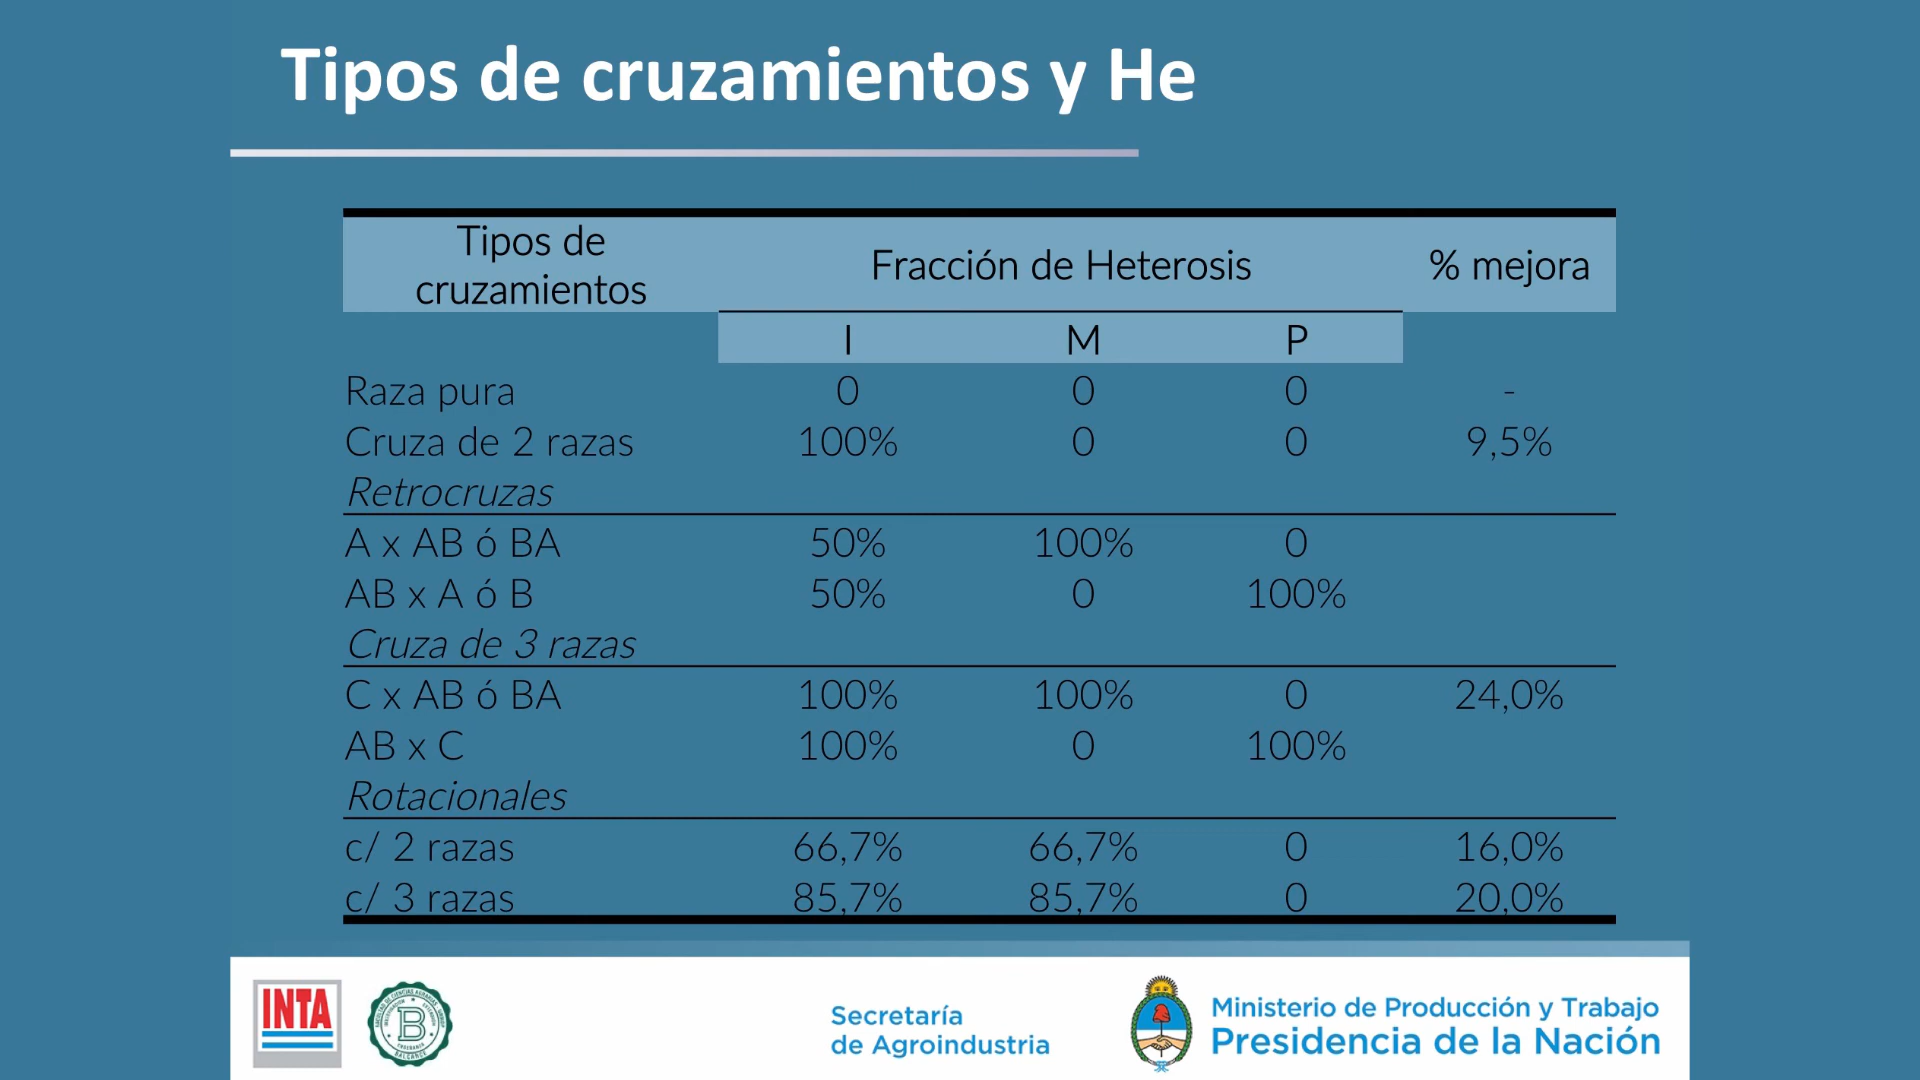 Tipos de cruzamientos y He
Tipos de
cruzamientos
Fracción de Heterosis
% mejora
I M P
Raza pura 0 0 0 -
Cruza de 2 razas 100% 0 0 9,5%
Retrocruzas
A x AB ó BA 50% 100% 0
AB x A ó B 50% 0 100%
Cruza de 3 razas
C x AB ó BA 100% 100% 0 24,0%
AB x C 100% 0 100%
Rotacionales
c/ 2 razas 66,7% 66,7% 0 16,0%
c/ 3 razas 85,7% 85,7% 0 20,0%
INTA
B
BALCARCE
Secretaría
de Agroindustria
Ministerio de Producción y Trabajo
Presidencia de la Nación